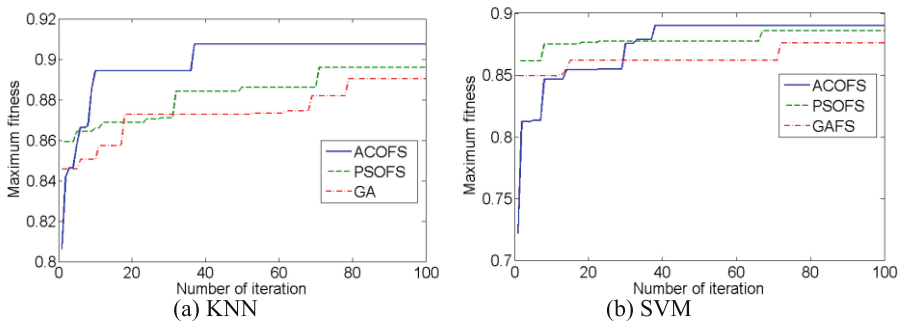 0.92
0.9
0.88
0.86
0.84
0.82
0.8
Maximum fitness
ACOFS
PSOFS
GA
0 20 40 60 80 100
Number of iteration
(a) KNN
0.9
0.85
0.8
0.75
0.7
Maximum fitness
ACOFS
PSOFS
GAFS
0 20 40 60 80 100
Number of iteration
(b) SVM